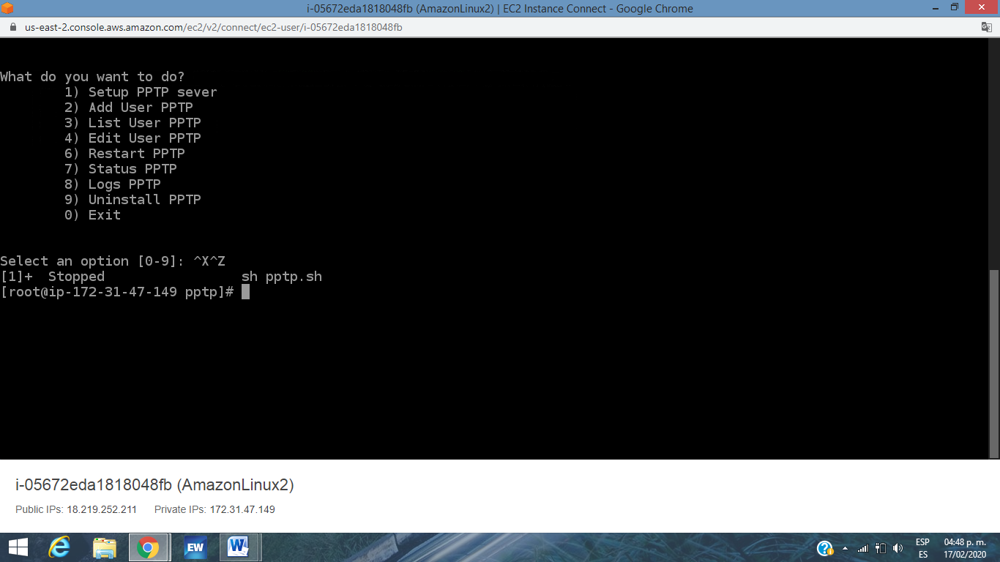 i-05672eda1818048fb (AmazonLinux2) | EC2 Instance Connect - Google Chrome
us-east-2.console.aws.amazon.com/ec2/v2/connect/ec2-user/i-05672eda1818048fb
What do you want to do?
1) Setup PPTP sever
2) Add User PPTP
3) List User PPTP
4) Edit User PPTP
6) Restart PPTP
7) Status PPTP
8) Logs PPTP
9) Uninstall PPTP
0) Exit
Select an option [0-9]: ^X^Z
[1]+  Stopped                 sh pptp.sh
[root@ip-172-31-47-149 pptp]#
i-05672eda1818048fb (AmazonLinux2)
Public IPs: 18.219.252.211 Private IPs: 172.31.47.149
EW
W
ESP 04:48 p. m.
ES 17/02/2020